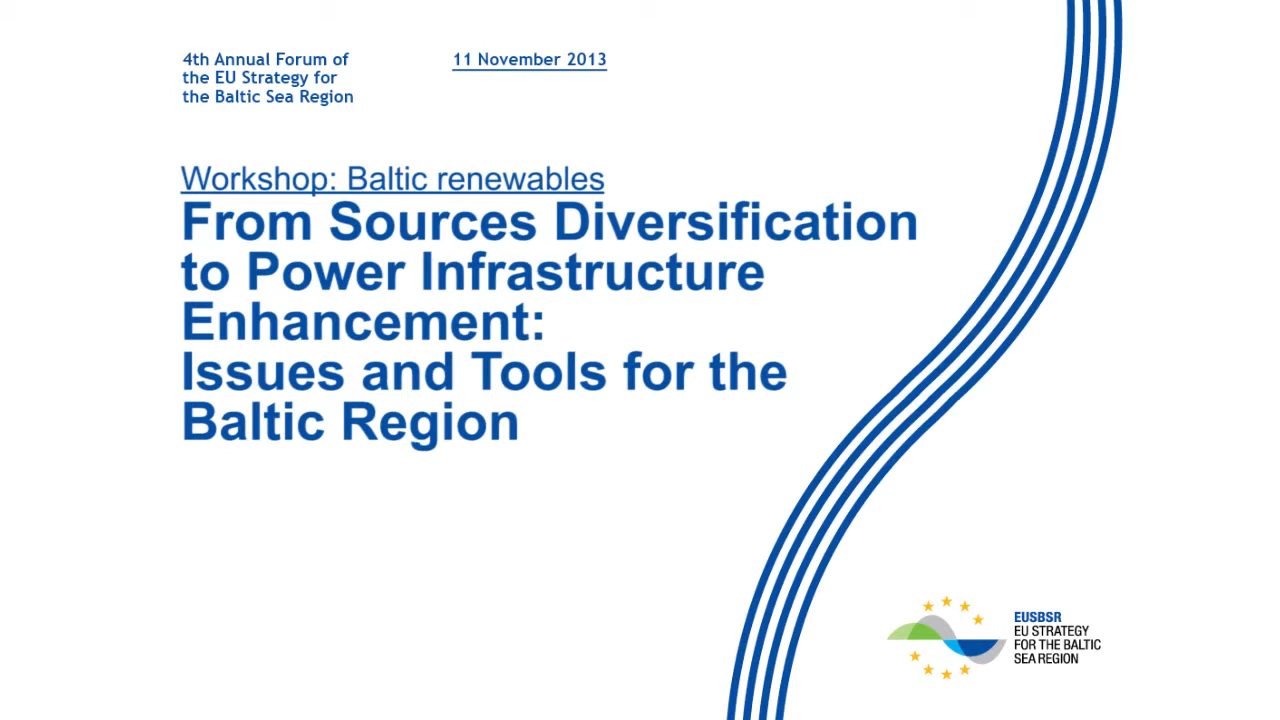 4th Annual Forum of
the EU Strategy for
the Baltic Sea Region
11 November 2013
Workshop: Baltic renewables
From Sources Diversification
to Power Infrastructure
Enhancement:
Issues and Tools for the
Baltic Region
EUSBSR
EU STRATEGY
FOR THE BALTIC
SEA REGION